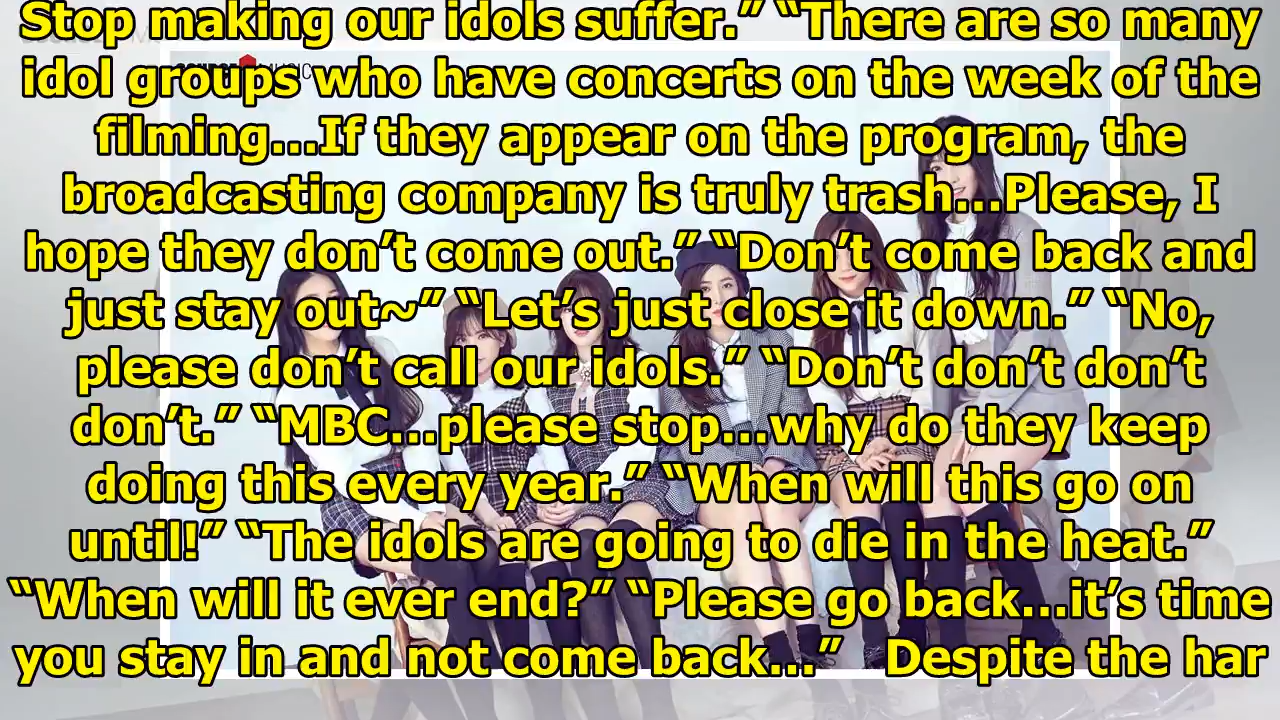 Stop making our idols suffer.” “There are so many
idol groups who have concerts on the week of the
filming...If they appear on the program, the
broadcasting company is truly trash...Please, I
hope they don’t come out.” “Don’t come back and
just stay out~” “Let’s just close it down.” “No,
please don’t call our idols.” “Don’t don’t don’t
don’t.” “MBC...please stop...why do they keep
doing this every year.” “When will this go on
until!” “The idols are going to die in the heat.”
“When will it ever end?” “Please go back...it’s time
you stay in and not come back...” Despite the har